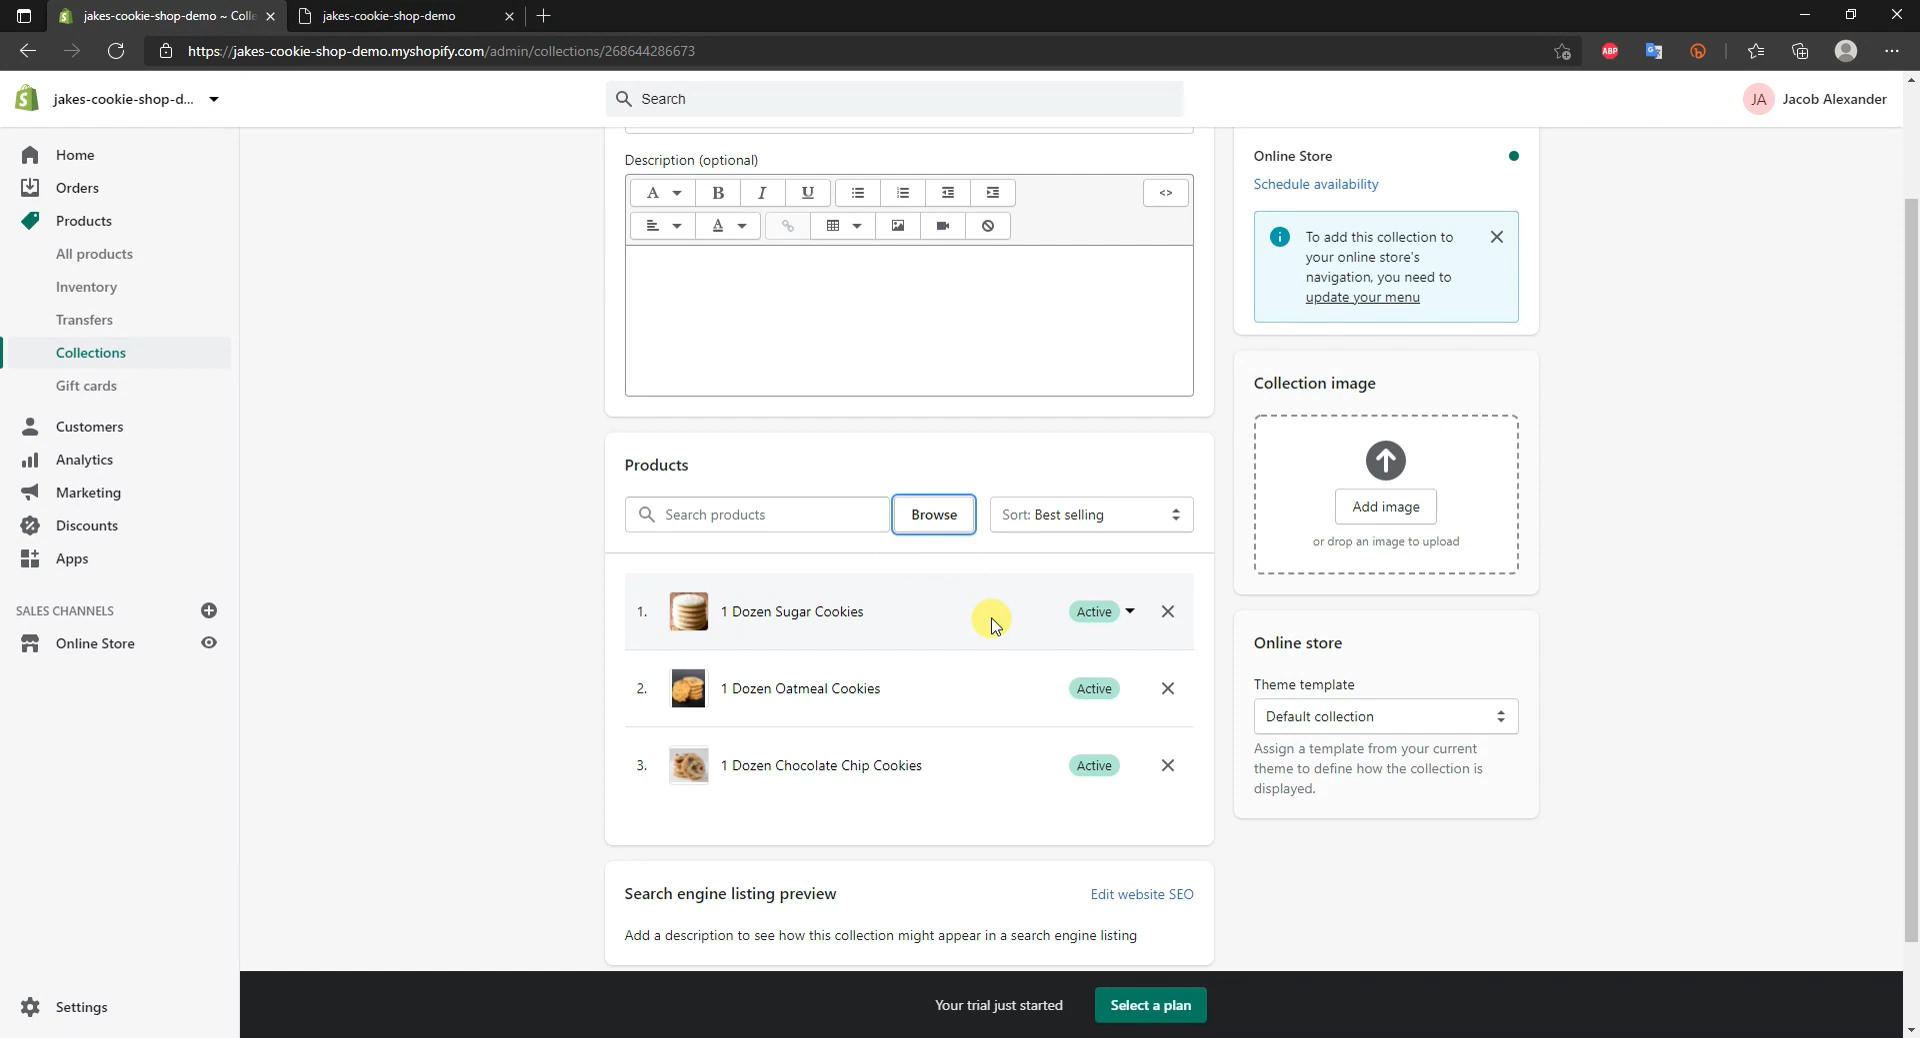 jakes-cookie-shop-demo ~ Colle
jakes-cookie-shop-demo
https://jakes-cookie-shop-demo.myshopify.com/admin/collections/268644286673
ABP
jakes-cookie-shop-d...
Search
JA
Jacob Alexander
Home
Orders
Products
All products
Inventory
Transfers
Collections
Gift cards
Customers
Analytics
Marketing
Discounts
Apps
SALES CHANNELS
Online Store
Settings
Description (optional)
A
B
I
U
<>
A
Products
Search products
Browse
Sort: Best selling
1.
1 Dozen Sugar Cookies
Active
2.
1 Dozen Oatmeal Cookies
Active
3.
1 Dozen Chocolate Chip Cookies
Active
Search engine listing preview
Edit website SEO
Add a description to see how this collection might appear in a search engine listing
Online Store
Schedule availability
To add this collection to
your online store's
navigation, you need to
update your menu
Collection image
Add image
or drop an image to upload
Online store
Theme template
Default collection
Assign a template from your current
theme to define how the collection is
displayed.
Your trial just started
Select a plan